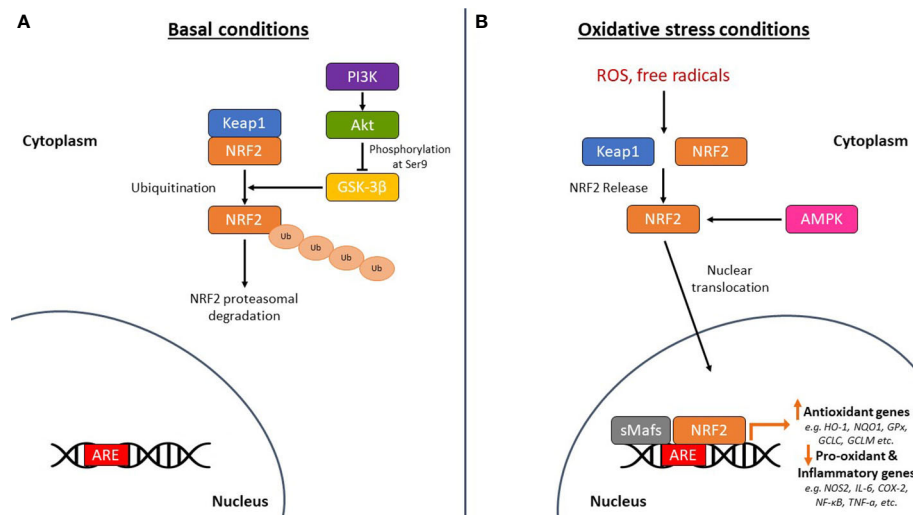 A
Basal conditions
PI3K
Keap1
Akt
Cytoplasm
NRF2
Phosphorylation
at Ser9
Ubiquitination
GSK-3β
NRF2
Ub
Ub
Ub
Ub
NRF2 proteasomal
degradation
ARE
Nucleus
B
Oxidative stress conditions
ROS, free radicals
Cytoplasm
Keap1
NRF2
NRF2 Release
NRF2
AMPK
Nuclear
translocation
sMafs
NRF2
ARE
Antioxidant genes
e.g. HO-1, NQO1, GPx,
GCLC, GCLM etc.
Pro-oxidant &
Inflammatory genes
e.g. NOS2, IL-6, COX-2,
NF-κB, TNF-α, etc.
Nucleus